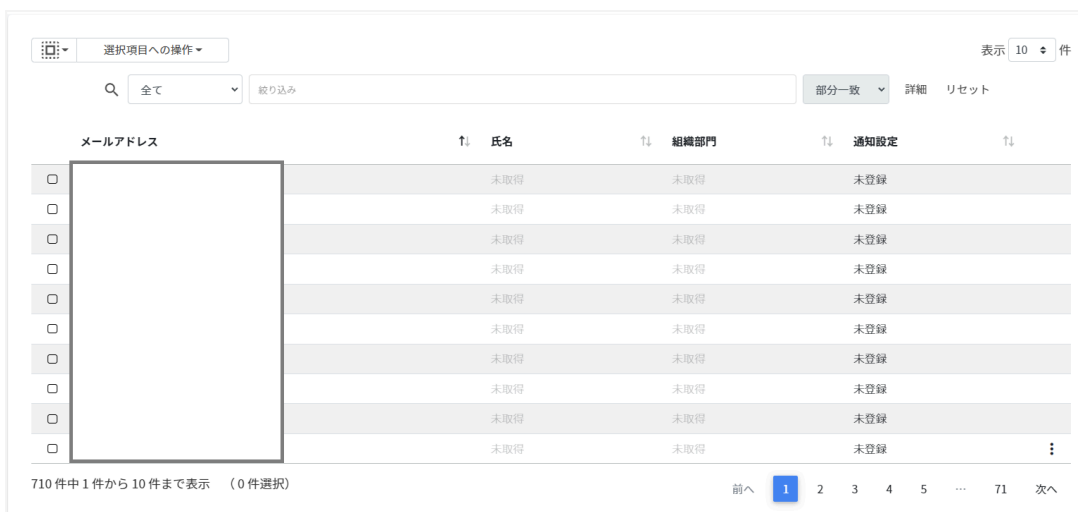 選択項目への操作
表示 10 件
全て 絞り込み 部分一致 詳細 リセット
メールアドレス 氏名 組織部門 通知設定
未取得 未取得 未登録
未取得 未取得 未登録
未取得 未取得 未登録
未取得 未取得 未登録
未取得 未取得 未登録
未取得 未取得 未登録
未取得 未取得 未登録
未取得 未取得 未登録
未取得 未取得 未登録
未取得 未取得 未登録
710 件中 1 件から 10 件まで表示 （ 0 件選択）
前へ 1 2 3 4 5 … 71 次へ